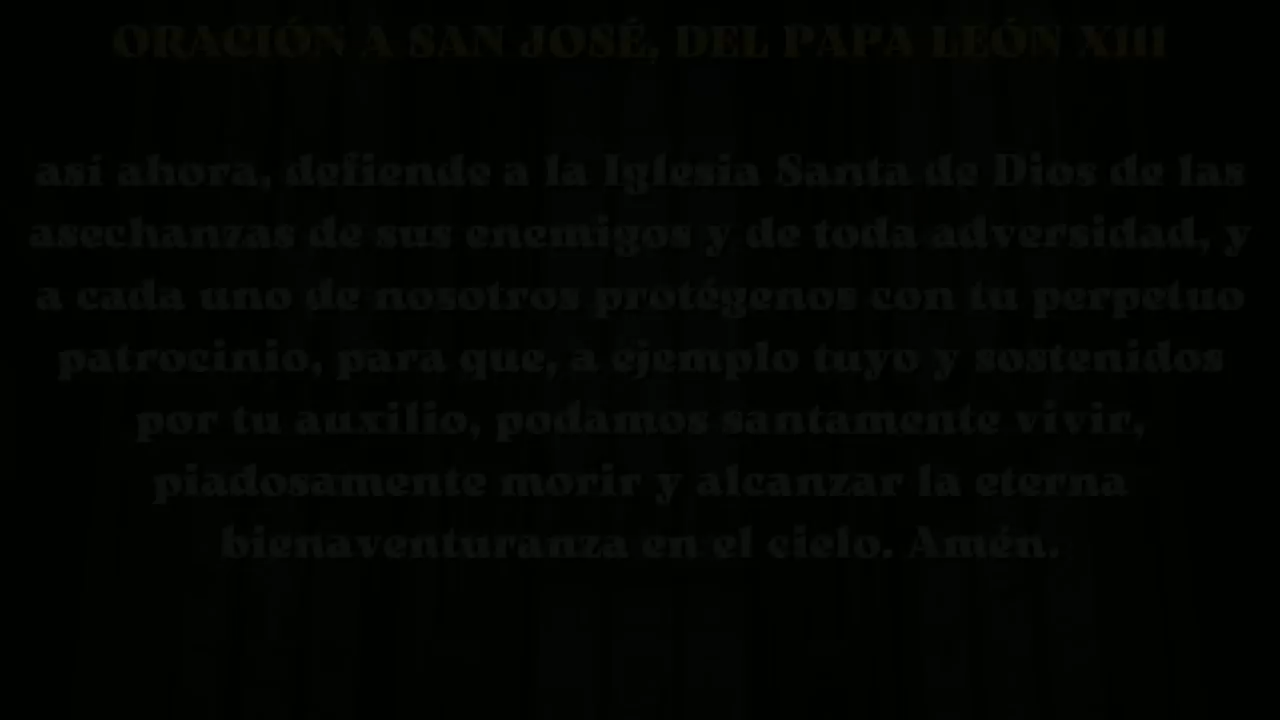 ORACIÓN A SAN JOSÉ, DEL PAPA LEÓN XIII
así ahora, defiende a la Iglesia Santa de Dios de las
asechanzas de sus enemigos y de toda adversidad, y
a cada uno de nosotros protégenos con tu perpetuo
patrocinio, para que, a ejemplo tuyo y sostenidos
por tu auxilio, podamos santamente vivir,
piadosamente morir y alcanzar la eterna
bienaventuranza en el cielo. Amén.